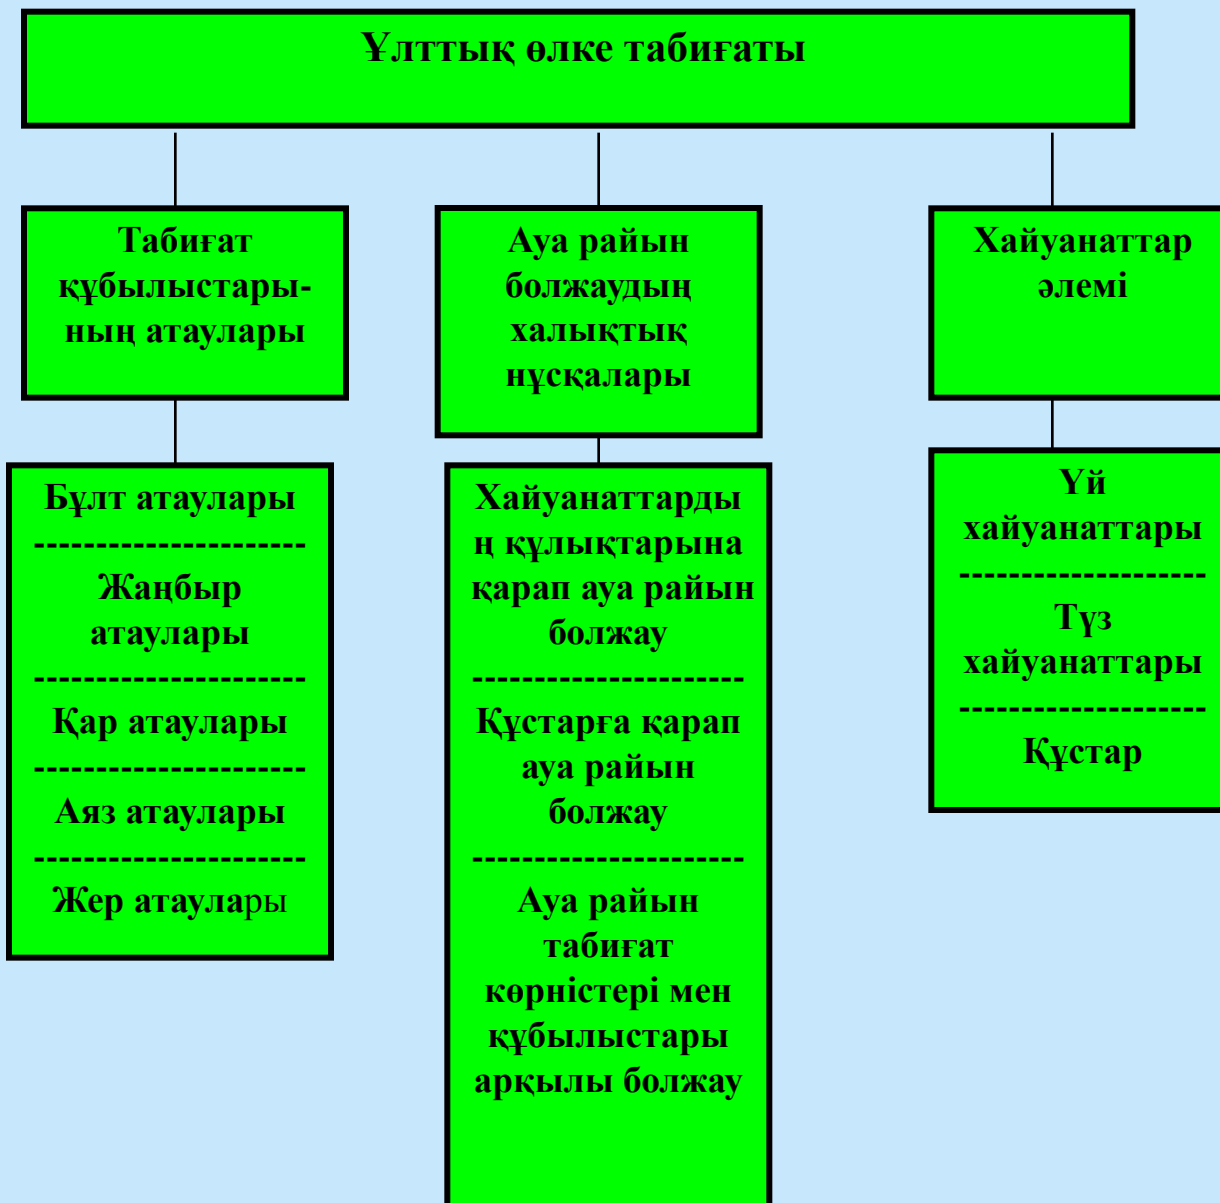 Ұлттық өлке табиғаты
Табиғат
құбылыстары-
ның атаулары
Ауа райын
болжаудың
халықтық
нұсқалары
Хайуанаттар
әлемі
Бұлт атаулары
----------------------
Жаңбыр
атаулары
----------------------
Қар атаулары
----------------------
Аяз атаулары
----------------------
Жер атаулары
Хайуанаттарды
ң құлықтарына
қарап ауа райын
болжау
----------------------
Құстарға қарап
ауа райын
болжау
----------------------
Ауа райын
табиғат
көрністері мен
құбылыстары
арқылы болжау
Үй
хайуанаттары
--------------------
Түз
хайуанаттары
--------------------
Құстар